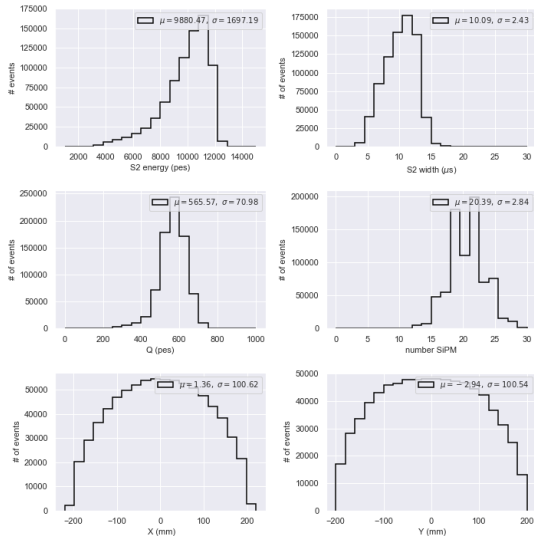 175000
150000
125000
100000
75000
50000
25000
0
# of events
μ = 9880.47, σ = 1697.19
2000 4000 6000 8000 10000 12000 14000
S2 energy (pes)
175000
150000
125000
100000
75000
50000
25000
0
# of events
μ = 10.09, σ = 2.43
0 5 10 15 20 25 30
S2 width (μs)
250000
200000
150000
100000
50000
0
# of events
μ = 565.57, σ = 70.98
0 200 400 600 800 1000
Q (pes)
200000
150000
100000
50000
0
# of events
μ = 20.39, σ = 2.84
0 5 10 15 20 25 30
number SiPM
50000
40000
30000
20000
10000
0
# of events
μ = 1.36, σ = 100.62
−200 −100 0 100 200
X (mm)
50000
40000
30000
20000
10000
0
# of events
μ = −2.94, σ = 100.54
−200 −100 0 100 200
Y (mm)